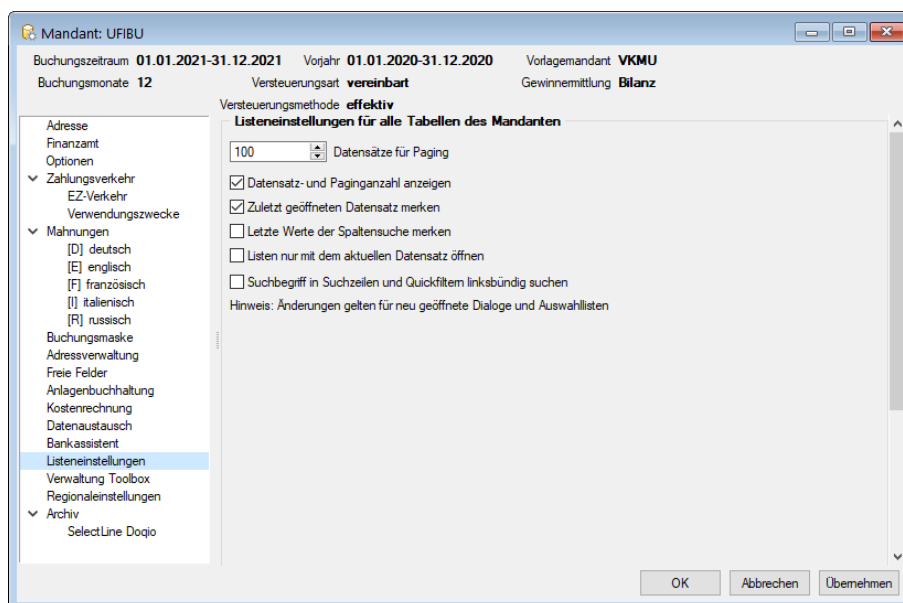 Mandant: UFIBU
Buchungszeitraum 01.01.2021-31.12.2021 Vorjahr 01.01.2020-31.12.2020 Vorlagemandant VKMU
Buchungsmonate 12 Versteuerungsart vereinbart Gewinnermittlung Bilanz
Versteuerungsmethode effektiv
Adresse
Finanzamt
Optionen
Zahlungsverkehr
EZ-Verkehr
Verwendungszwecke
Mahnungen
[D] deutsch
[E] englisch
[F] französisch
[I] italienisch
[R] russisch
Buchungsmaske
Adressverwaltung
Freie Felder
Anlagenbuchhaltung
Kostenrechnung
Datenaustausch
Bankassistent
Listeneinstellungen
Verwaltung Toolbox
Regionaleinstellungen
Archiv
SelectLine Doqio
Listeneinstellungen für alle Tabellen des Mandanten
100 Datensätze für Paging
Datensatz- und Paginganzahl anzeigen
Zuletzt geöffneten Datensatz merken
Letzte Werte der Spaltensuche merken
Listen nur mit dem aktuellen Datensatz öffnen
Suchbegriff in Suchzeilen und Quickfiltern linksbündig suchen
Hinweis: Änderungen gelten für neu geöffnete Dialoge und Auswahllisten
OK Abbrechen Übernehmen